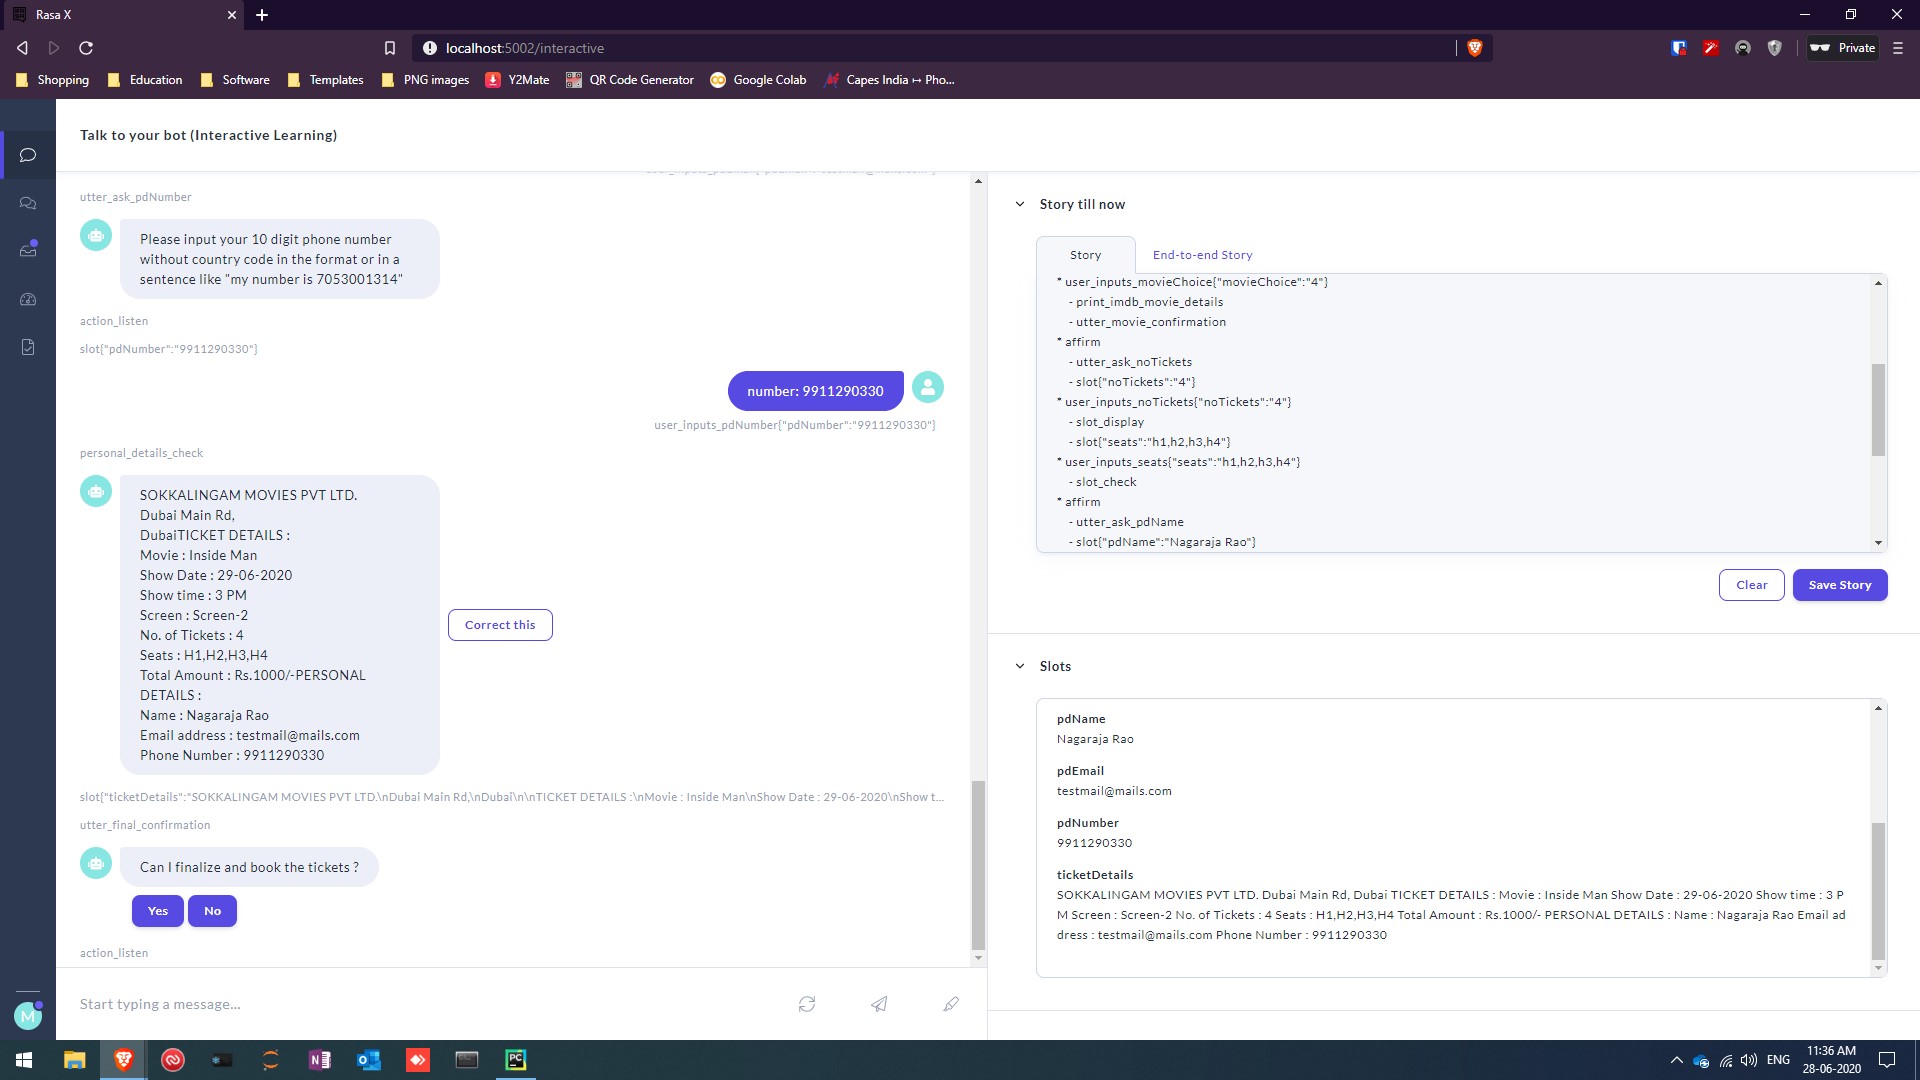 Rasa X
localhost:5002/interactive
Private
Shopping
Education
Software
Templates
PNG images
Y2Mate
QR Code Generator
Google Colab
Capes India ↦ Pho...
Talk to your bot (Interactive Learning)
utter_ask_pdNumber
Please input your 10 digit phone number
without country code in the format or in a
sentence like "my number is 7053001314"
action_listen
slot{"pdNumber":"9911290330"}
number: 9911290330
user_inputs_pdNumber{"pdNumber":"9911290330"}
personal_details_check
SOKKALINGAM MOVIES PVT LTD.
Dubai Main Rd,
DubaiTICKET DETAILS :
Movie : Inside Man
Show Date : 29-06-2020
Show time : 3 PM
Screen : Screen-2
No. of Tickets : 4
Seats : H1,H2,H3,H4
Total Amount : Rs.1000/-PERSONAL
DETAILS :
Name : Nagaraja Rao
Email address : testmail@mails.com
Phone Number : 9911290330
Correct this
slot{"ticketDetails":"SOKKALINGAM MOVIES PVT LTD.\nDubai Main Rd,\nDubai\n\nTICKET DETAILS :\nMovie : Inside Man\nShow Date : 29-06-2020\nShow t...
utter_final_confirmation
Can I finalize and book the tickets ?
Yes
No
action_listen
Start typing a message...
Story till now
Story
End-to-end Story
* user_inputs_movieChoice{"movieChoice":"4"}
- print_imdb_movie_details
- utter_movie_confirmation
* affirm
- utter_ask_noTickets
- slot{"noTickets":"4"}
* user_inputs_noTickets{"noTickets":"4"}
- slot_display
- slot{"seats":"h1,h2,h3,h4"}
* user_inputs_seats{"seats":"h1,h2,h3,h4"}
- slot_check
* affirm
- utter_ask_pdName
- slot{"pdName":"Nagaraja Rao"}
Clear
Save Story
Slots
pdName
Nagaraja Rao
pdEmail
testmail@mails.com
pdNumber
9911290330
ticketDetails
SOKKALINGAM MOVIES PVT LTD. Dubai Main Rd, Dubai TICKET DETAILS : Movie : Inside Man Show Date : 29-06-2020 Show time : 3 P
M Screen : Screen-2 No. of Tickets : 4 Seats : H1,H2,H3,H4 Total Amount : Rs.1000/- PERSONAL DETAILS : Name : Nagaraja Rao Email ad
dress : testmail@mails.com Phone Number : 9911290330
M
ENG
11:36 AM
28-06-2020